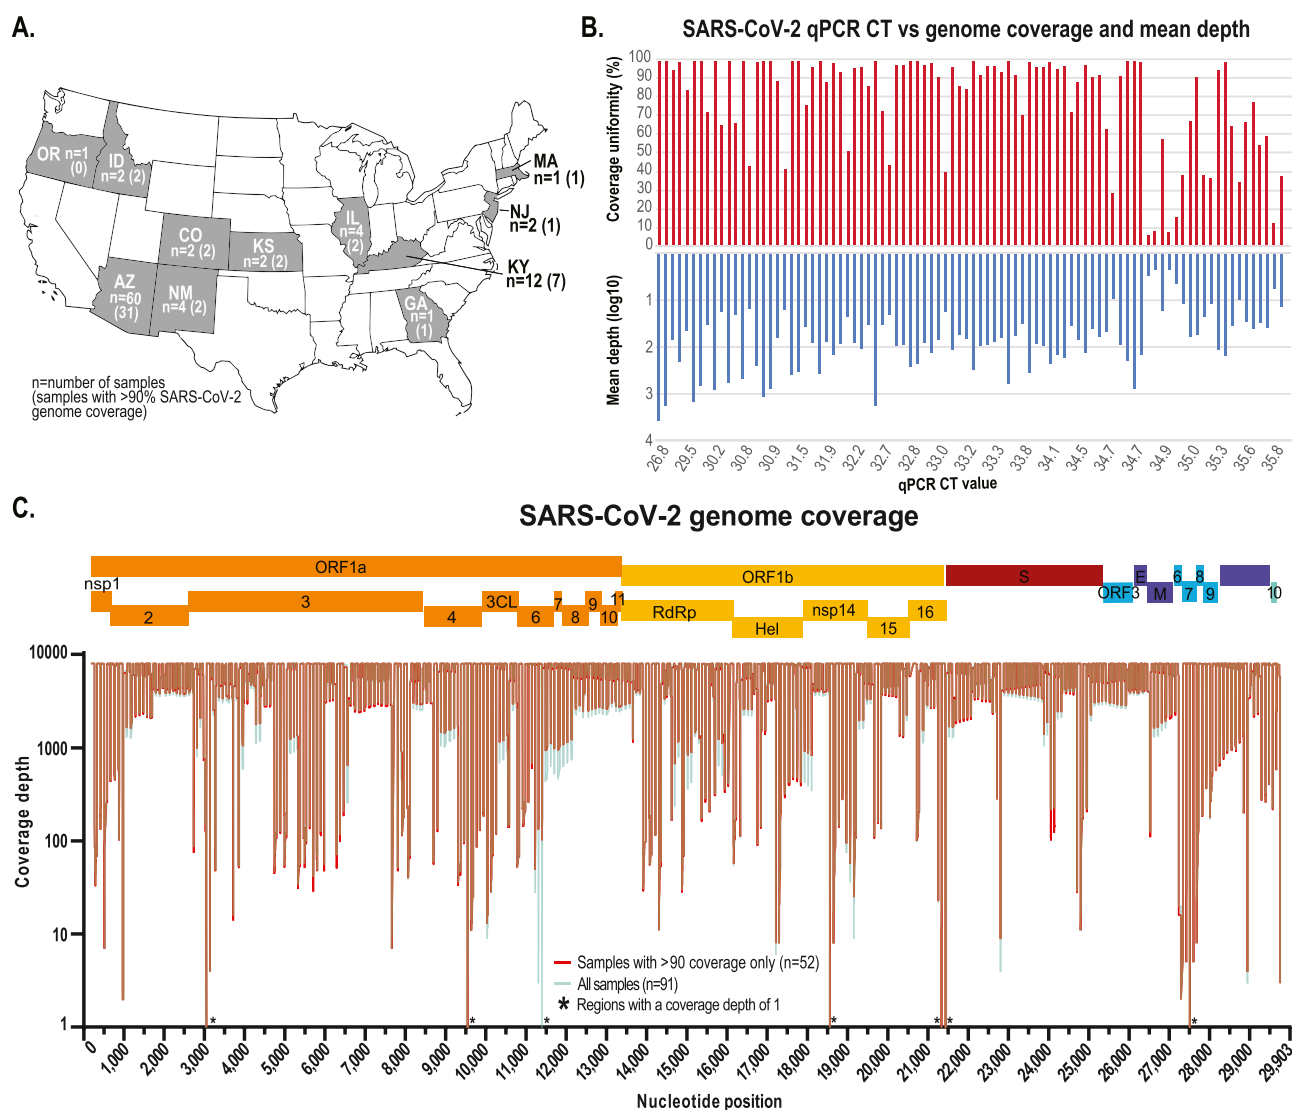 A.
OR n=1
(0)
ID
n=2 (2)
MA
n=1 (1)
NJ
n=2 (1)
IL
n=4
(2)
CO
n=2 (2)
KS
n=2 (2)
KY
n=12 (7)
AZ
n=60
(31)
NM
n=4 (2)
GA
n=1
(1)
n=number of samples
(samples with >90% SARS-CoV-2
genome coverage)
B.
SARS-CoV-2 qPCR CT vs genome coverage and mean depth
Coverage uniformity (%)
100
90
80
70
60
50
40
30
20
10
0
Mean depth (log10)
1
2
3
4
26.8 29.5 30.2 30.8 30.9 31.5 31.9 32.2 32.7 32.8 33.0 33.2 33.3 33.8 34.1 34.5 34.7 34.7 34.9 35.0 35.3 35.6 35.8
qPCR CT value
C.
SARS-CoV-2 genome coverage
ORF1a
ORF1b
S
E
6
8
nsp1
2
3
4
3CL
6
7
8
9
10
11
RdRp
Hel
nsp14
15
16
ORF3
M
7
9
10
Coverage depth
10000
1000
100
10
1
Samples with >90 coverage only (n=52)
All samples (n=91)
* Regions with a coverage depth of 1
* * * * * * *
0 1,000 2,000 3,000 4,000 5,000 6,000 7,000 8,000 9,000 10,000 11,000 12,000 13,000 14,000 15,000 16,000 17,000 18,000 19,000 20,000 21,000 22,000 23,000 24,000 25,000 26,000 27,000 28,000 29,000 29,903
Nucleotide position